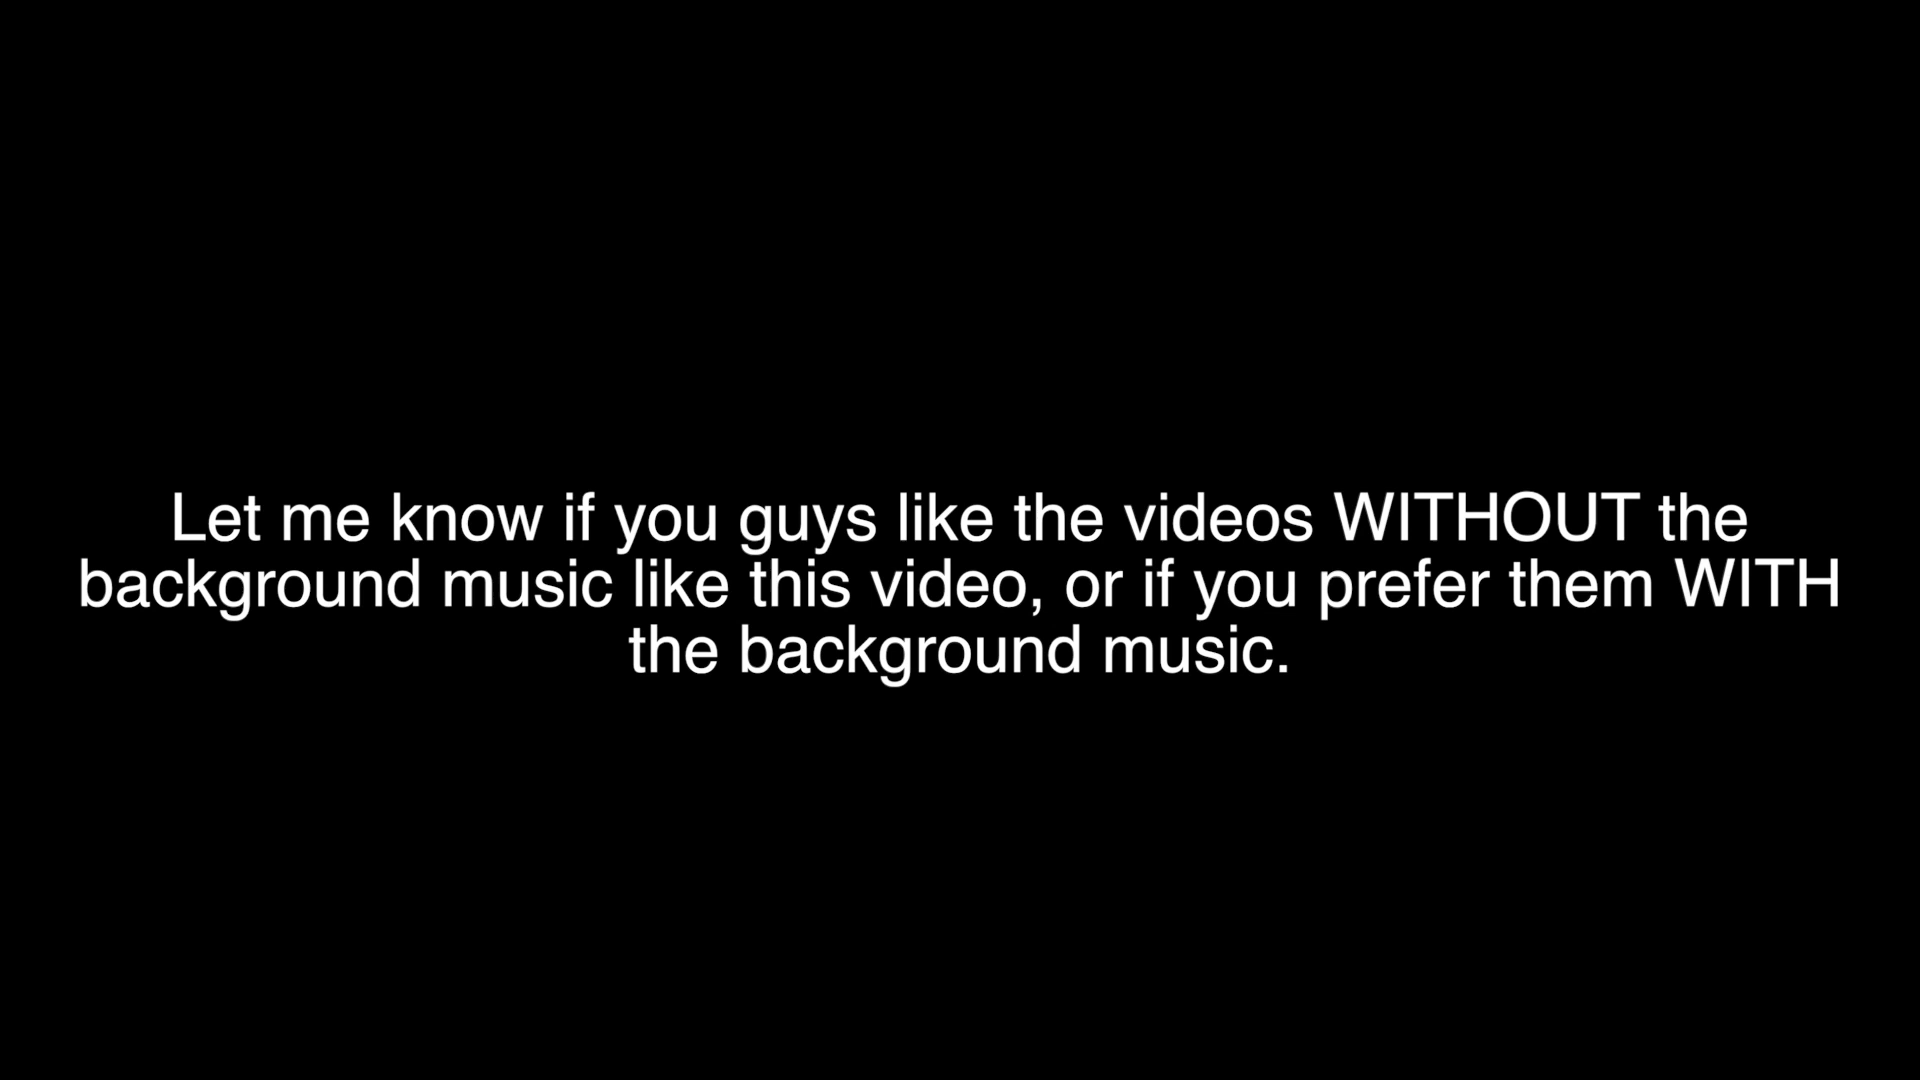 Let me know if you guys like the videos WITHOUT the
background music like this video, or if you prefer them WITH
the background music.